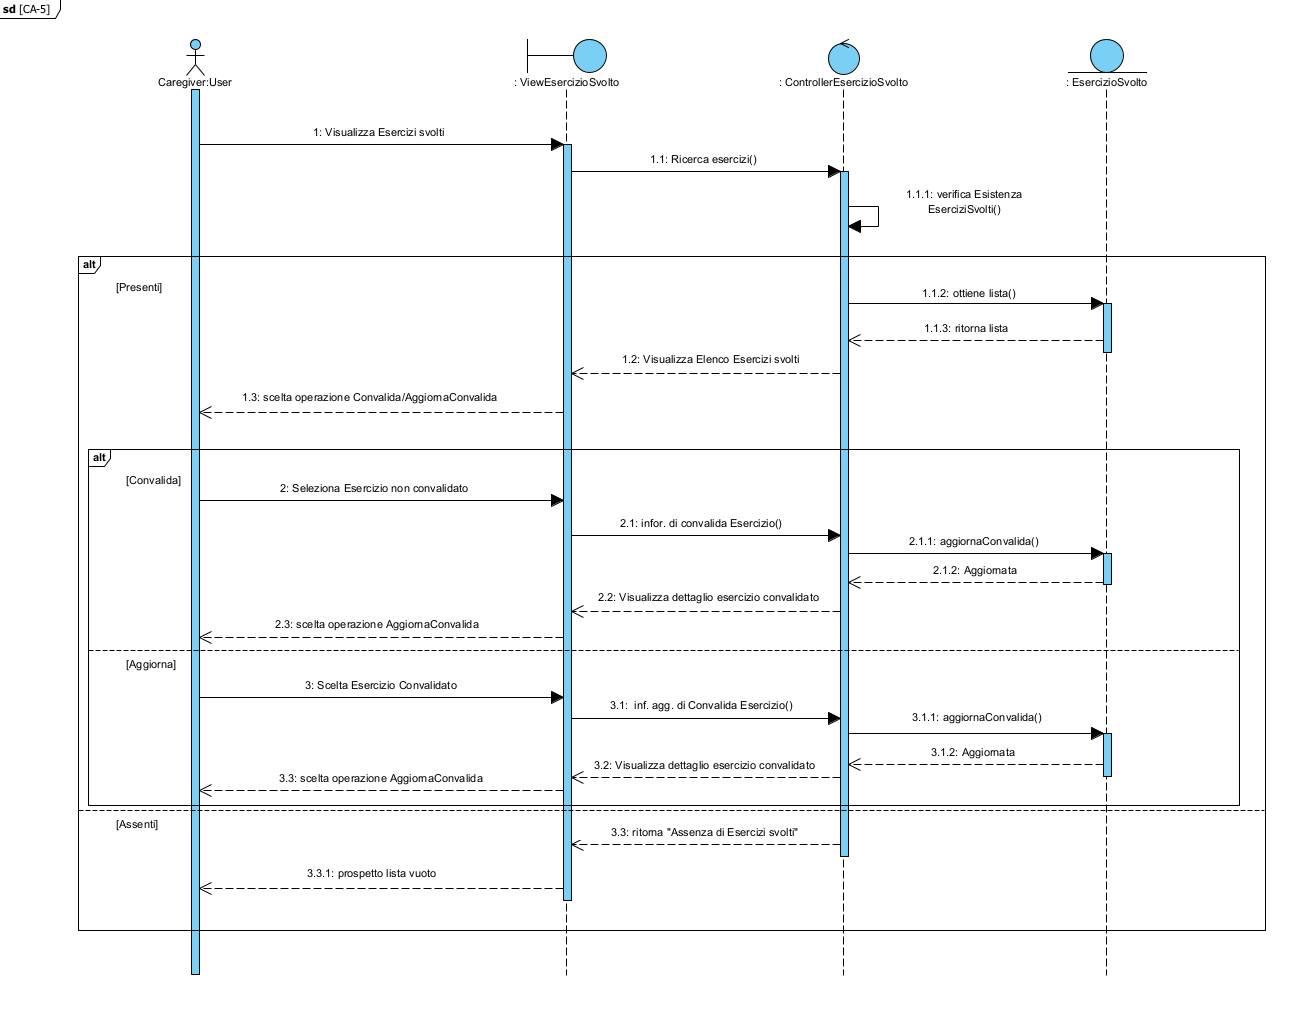 sd [CA-5]
Caregiver:User
: ViewEsercizioSvolto
: ControllerEsercizioSvolto
: EsercizioSvolto
1: Visualizza Esercizi svolti
1.1: Ricerca esercizi()
1.1.1: verifica Esistenza
EserciziSvolti()
alt
[Presenti]
1.1.2: ottiene lista()
1.1.3: ritorna lista
1.2: Visualizza Elenco Esercizi svolti
1.3: scelta operazione Convalida/AggiornaConvalida
alt
[Convalida]
2: Seleziona Esercizio non convalidato
2.1: infor. di convalida Esercizio()
2.1.1: aggiornaConvalida()
2.1.2: Aggiornata
2.2: Visualizza dettaglio esercizio convalidato
2.3: scelta operazione AggiornaConvalida
[Aggiorna]
3: Scelta Esercizio Convalidato
3.1: inf. agg. di Convalida Esercizio()
3.1.1: aggiornaConvalida()
3.1.2: Aggiornata
3.2: Visualizza dettaglio esercizio convalidato
3.3: scelta operazione AggiornaConvalida
[Assenti]
3.3: ritorna "Assenza di Esercizi svolti"
3.3.1: prospetto lista vuoto